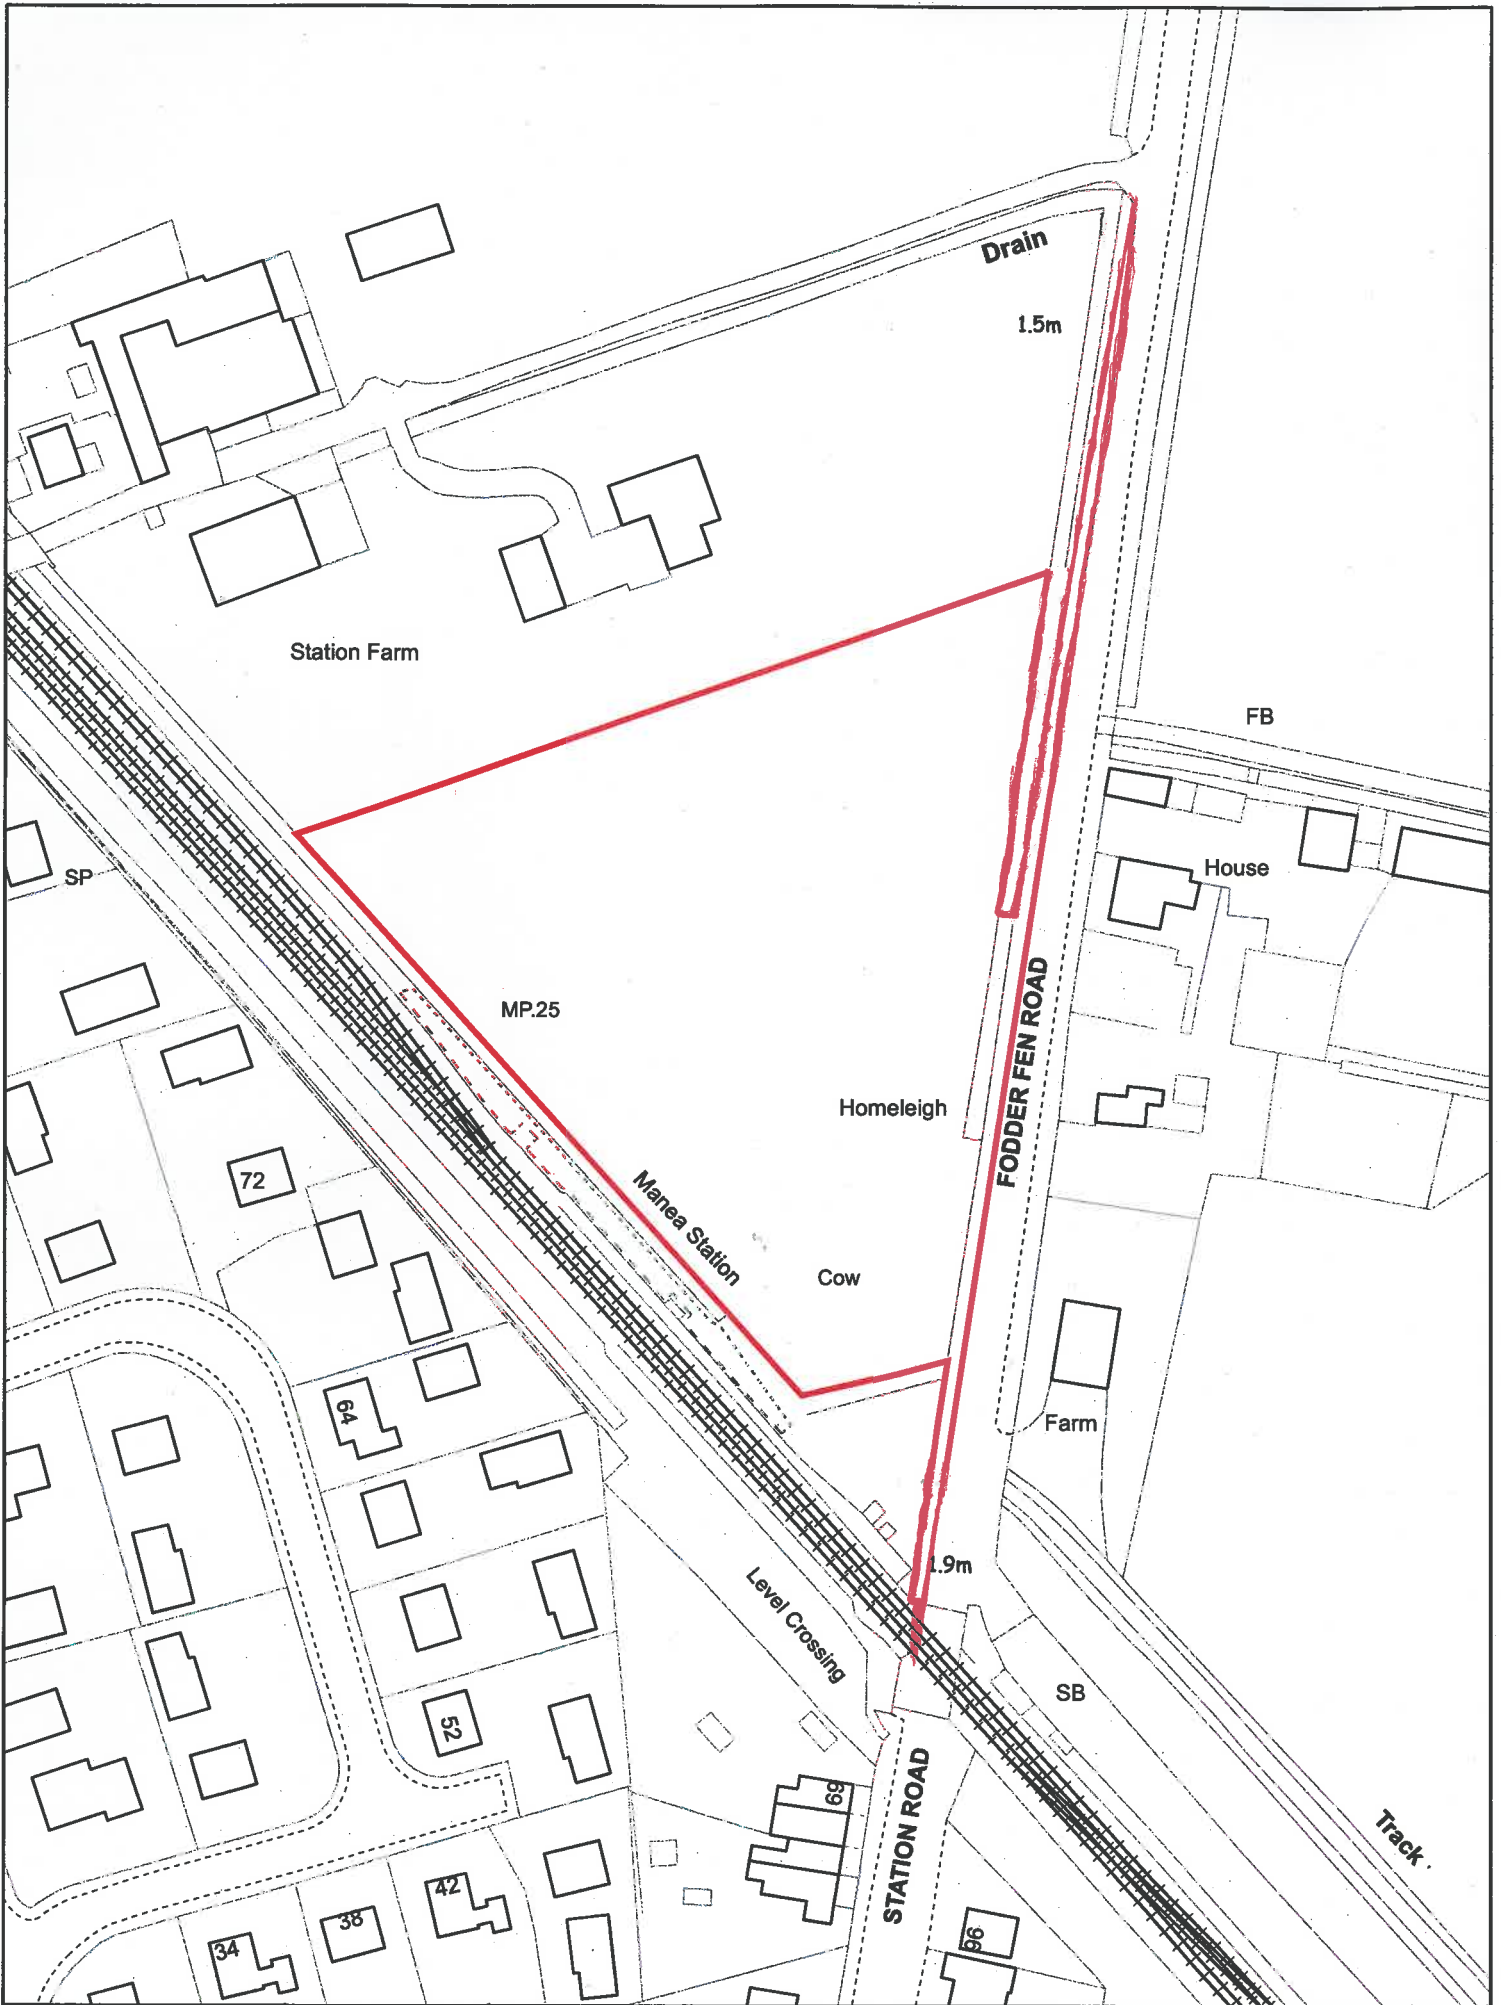 Drain
1.5m
Station Farm
FB
House
SP
MP.25
FODDER FEN ROAD
Homeleigh
72
Manea Station
Cow
64
Farm
1.9m
Level Crossing
SB
52
69
STATION ROAD
Track
42
38
34
96